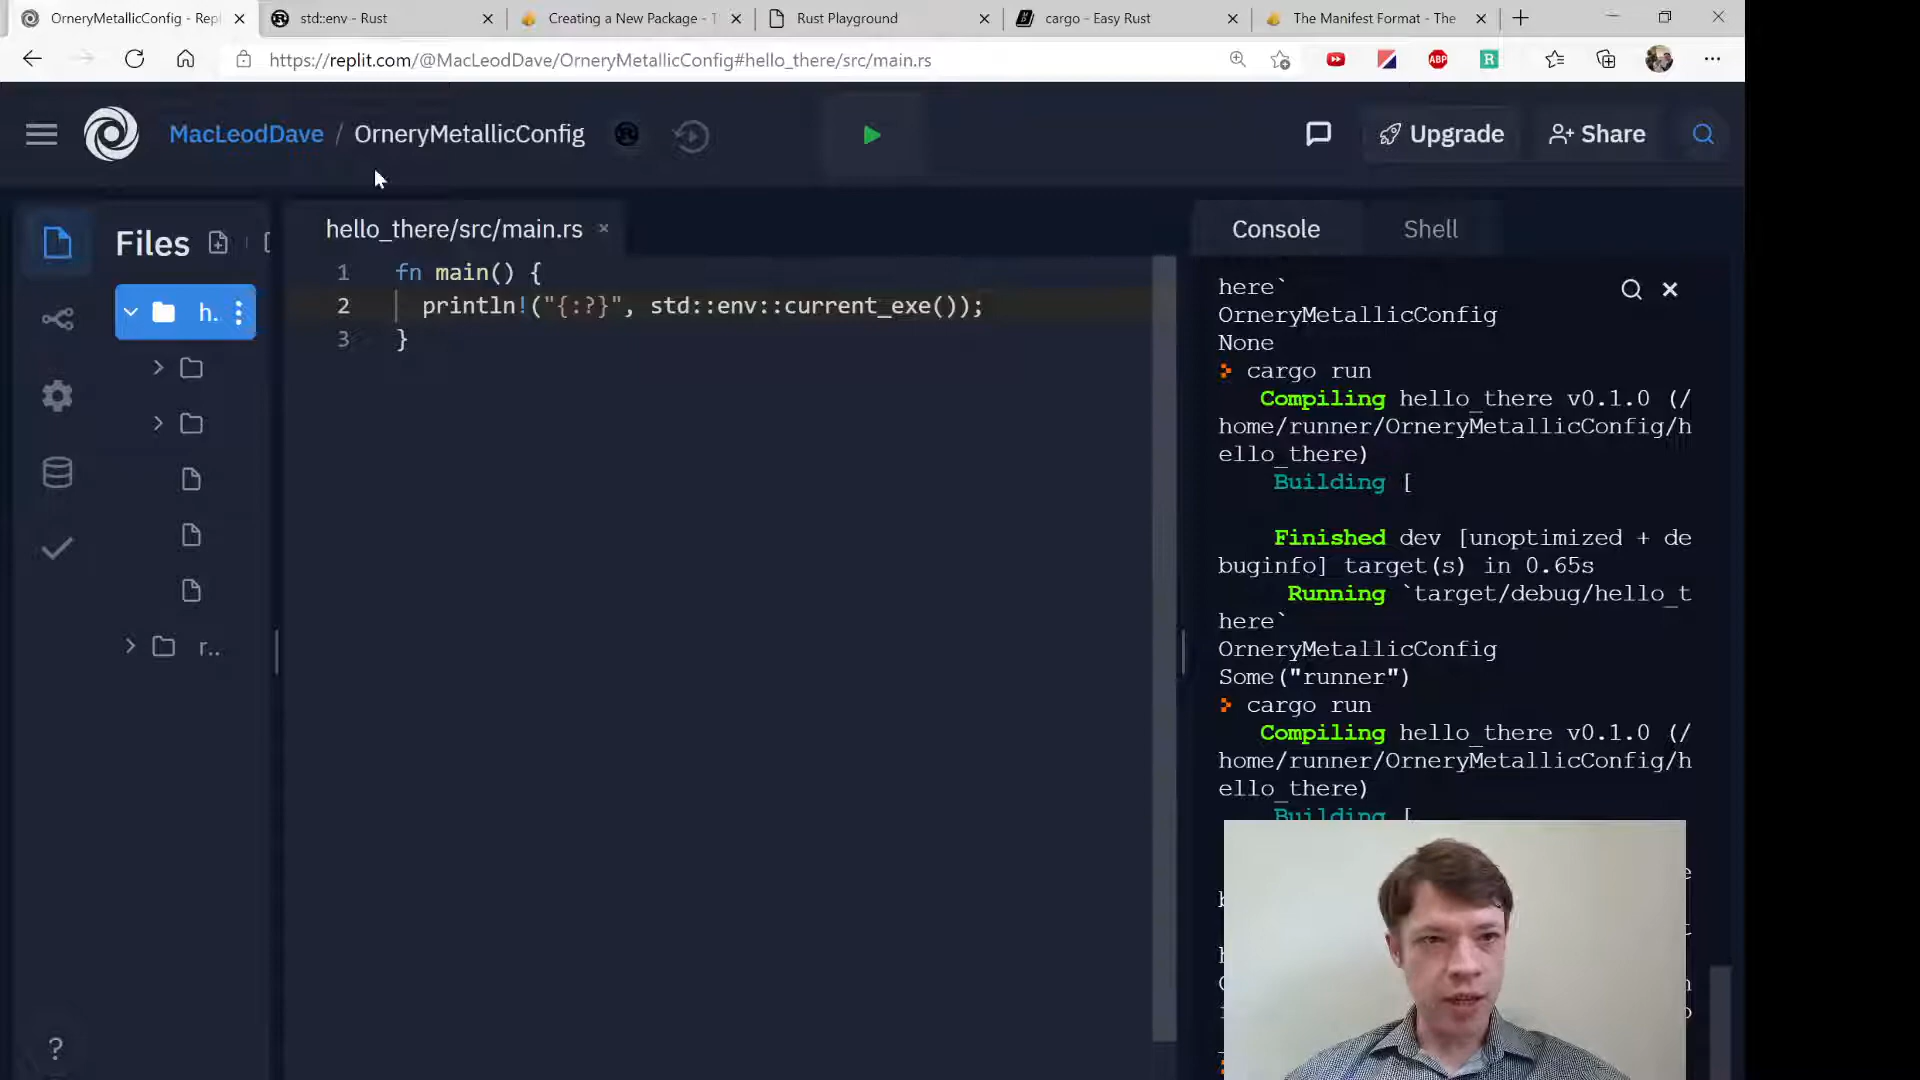 OrneryMetallicConfig - Repl
std::env - Rust
Creating a New Package - T
Rust Playground
cargo - Easy Rust
The Manifest Format - The
https://replit.com/@MacLeodDave/OrneryMetallicConfig#hello_there/src/main.rs
ABP
R
MacLeodDave / OrneryMetallicConfig
Upgrade
Share
Files
h.
r..
hello_there/src/main.rs
1 fn main() {
2 println!("{:?}", std::env::current_exe());
3 }
Console
Shell
here`
OrneryMetallicConfig
None
cargo run
Compiling hello_there v0.1.0 (/
home/runner/OrneryMetallicConfig/h
ello_there)
Building [
Finished dev [unoptimized + de
buginfo] target(s) in 0.65s
Running `target/debug/hello_t
here`
OrneryMetallicConfig
Some("runner")
cargo run
Compiling hello_there v0.1.0 (/
home/runner/OrneryMetallicConfig/h
ello_there)
Building [
?